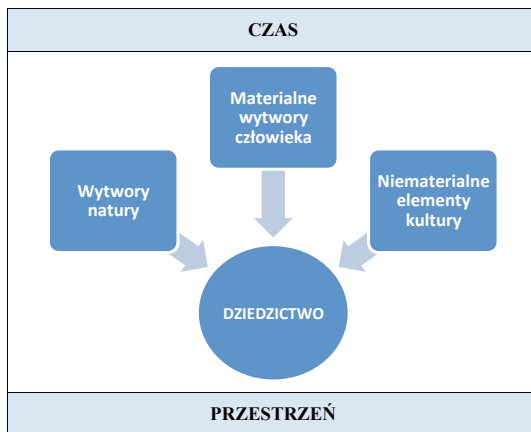 CZAS
Materialne
wytwory
człowieka
Wytwory
natury
Niematerialne
elementy
kultury
DZIEDZICTWO
PRZESTRZEŃ